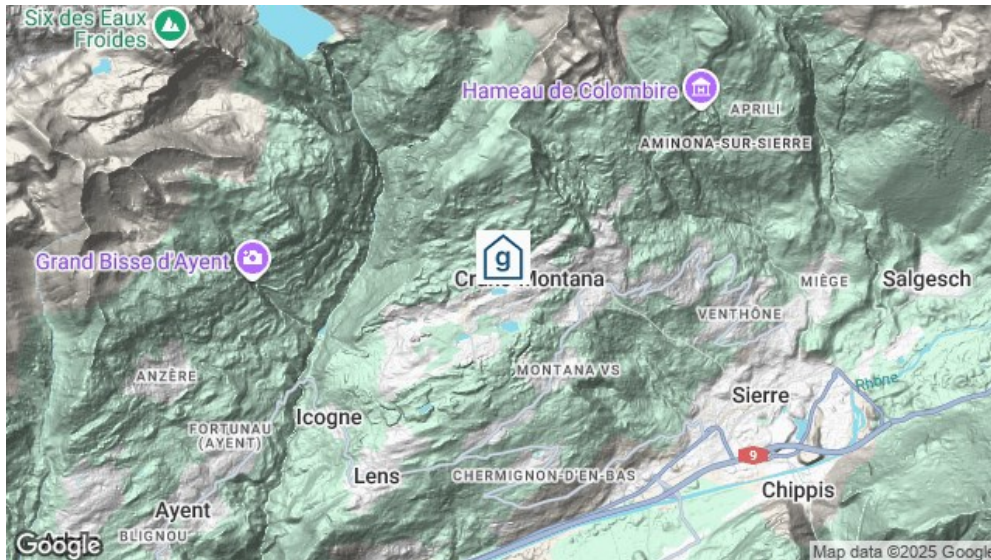 Six des Eaux
Froides
Hameau de Colombire
APRILI
AMINONA-SUR-SIERRE
Grand Bisse d'Ayent
g
Montana
MIÈGE
Salgesch
VENTHÔNE
ANZÈRE
MONTANA VS
Rhône
Sierre
Icogne
FORTUNAU
(AYENT)
9
Lens
CHERMIGNON-D'EN-BAS
Chippis
Ayent
BLIGNOU
Google
Map data ©2025 Google